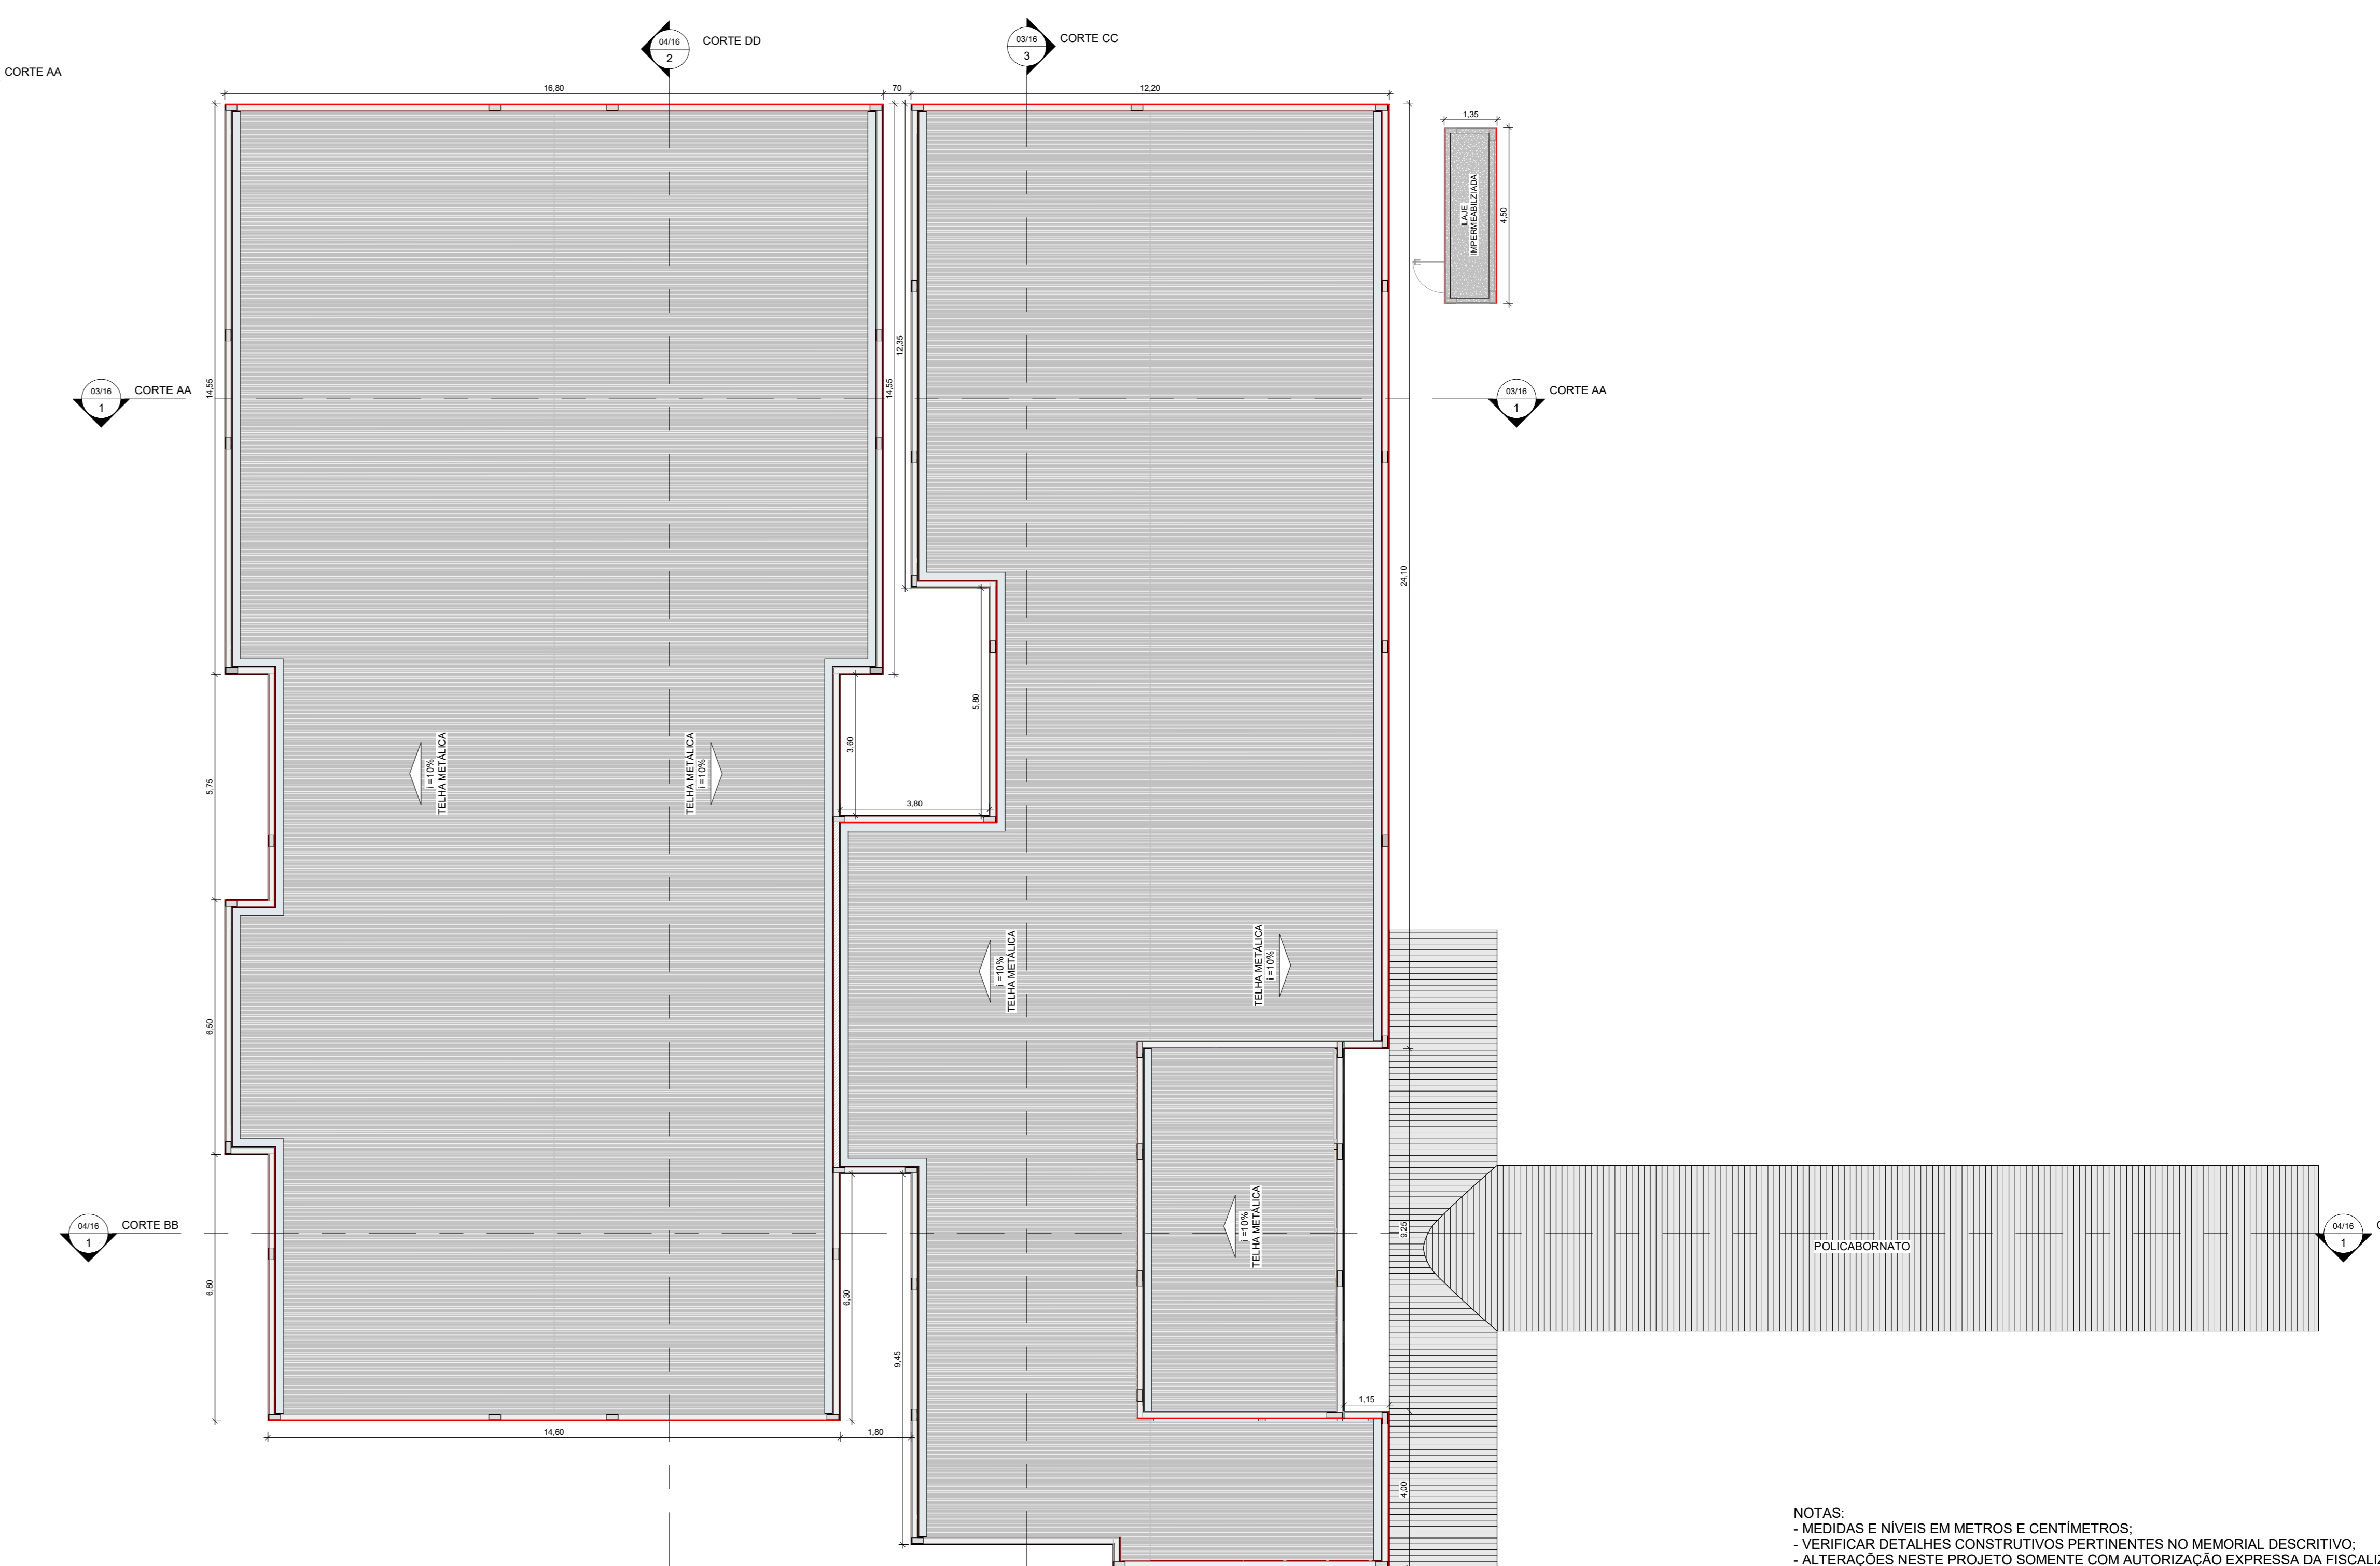 04/16
2
CORTE DD
03/16
3
CORTE CC
CORTE AA
16,80
70
12,20
1,35
LAJE
IMPERMEABILZIADA
4,50
12,35
14,55
14,55
03/16
1
CORTE AA
03/16
1
CORTE AA
24,10
5,80
3,60
3,80
5,75
i =10%
TELHA METÁLICA
TELHA METÁLICA
i =10%
i =10%
TELHA METÁLICA
TELHA METÁLICA
i =10%
6,50
i =10%
TELHA METÁLICA
04/16
1
CORTE BB
9,25
POLICABORNATO
04/16
1
6,80
6,30
9,45
1,15
14,60
1,80
4,00
NOTAS:
- MEDIDAS E NÍVEIS EM METROS E CENTÍMETROS;
- VERIFICAR DETALHES CONSTRUTIVOS PERTINENTES NO MEMORIAL DESCRITIVO;
- ALTERAÇÕES NESTE PROJETO SOMENTE COM AUTORIZAÇÃO EXPRESSA DA